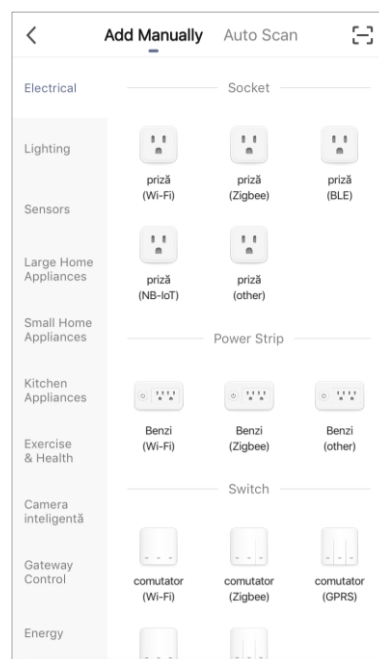 Add Manually
Auto Scan
Electrical
Lighting
Sensors
Large Home
Appliances
Small Home
Appliances
Kitchen
Appliances
Exercise
& Health
Camera
inteligentă
Gateway
Control
Energy
Socket
priză
(Wi-Fi)
priză
(Zigbee)
priză
(BLE)
priză
(NB-IoT)
priză
(other)
Power Strip
Benzi
(Wi-Fi)
Benzi
(Zigbee)
Benzi
(other)
Switch
comutator
(Wi-Fi)
comutator
(Zigbee)
comutator
(GPRS)